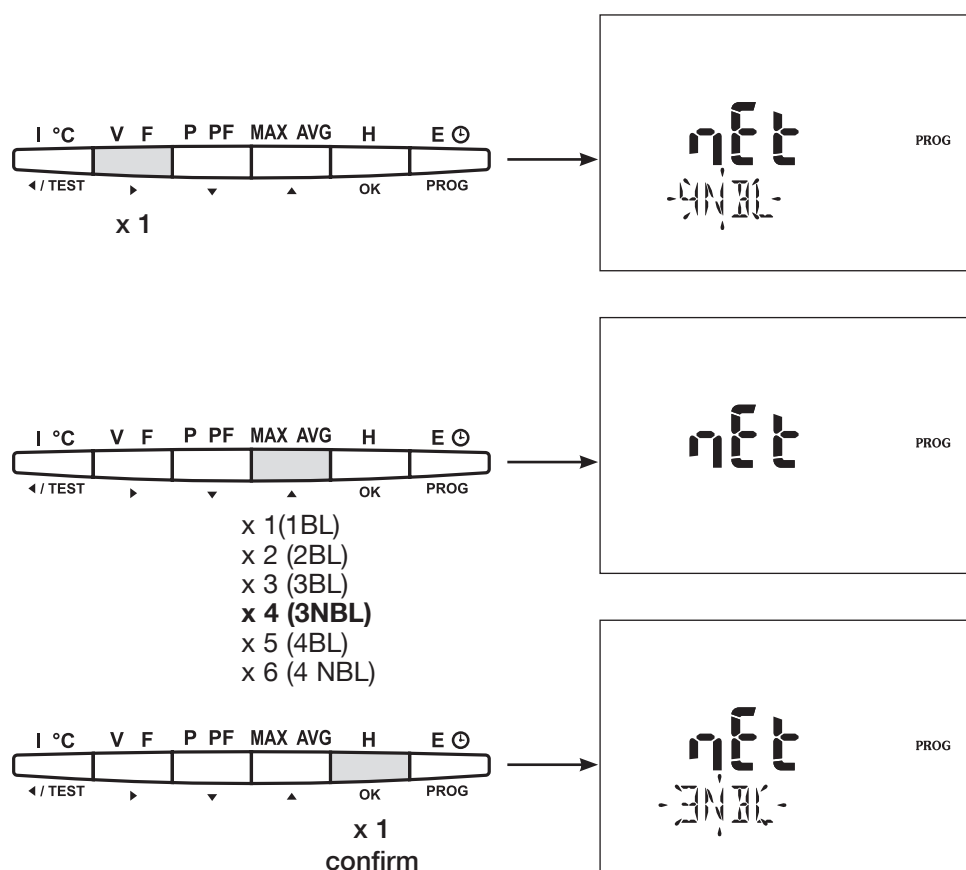 I °C V F P PF MAX AVG H E
/ TEST OK PROG
x 1
nEt
PROG
4NBL
I °C V F P PF MAX AVG H E
/ TEST OK PROG
x 1(1BL)
x 2 (2BL)
x 3 (3BL)
x 4 (3NBL)
x 5 (4BL)
x 6 (4 NBL)
nEt
PROG
I °C V F P PF MAX AVG H E
/ TEST OK PROG
x 1
confirm
nEt
PROG
3NBL